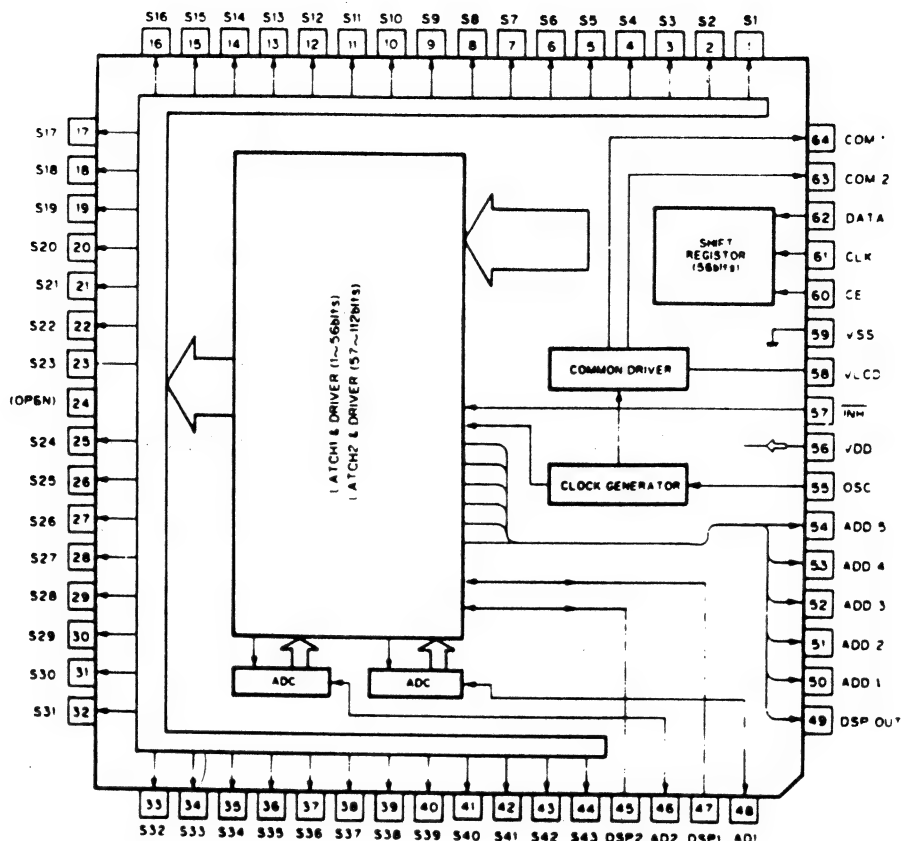 S16 S15 S14 S13 S12 S11 S10 S9 S8 S7 S6 S5 S4 S3 S2 S1
16 15 14 13 12 11 10 9 8 7 6 5 4 3 2 1
S17 17
S18 18
S19 19
S20 20
S21 21
S22 22
S23 23
(OPEN) 24
S24 25
S25 26
S26 27
S27 28
S28 29
S29 30
S30 31
S31 32
LATCH1 & DRIVER (1~56bits)
LATCH2 & DRIVER (57~112bits)
SHIFT
REGISTER
(56bits)
COMMON DRIVER
CLOCK GENERATOR
ADC
ADC
64 COM 1
63 COM 2
62 DATA
61 CLK
60 CE
59 VSS
58 VLCD
57 INH
56 VDD
55 OSC
54 ADD 5
53 ADD 4
52 ADD 3
51 ADD 2
50 ADD 1
49 DSP OUT
33 34 35 36 37 38 39 40 41 42 43 44 45 46 47 48
S32 S33 S34 S35 S36 S37 S38 S39 S40 S41 S42 S43 DSP2 AD2 DSP1 AD1